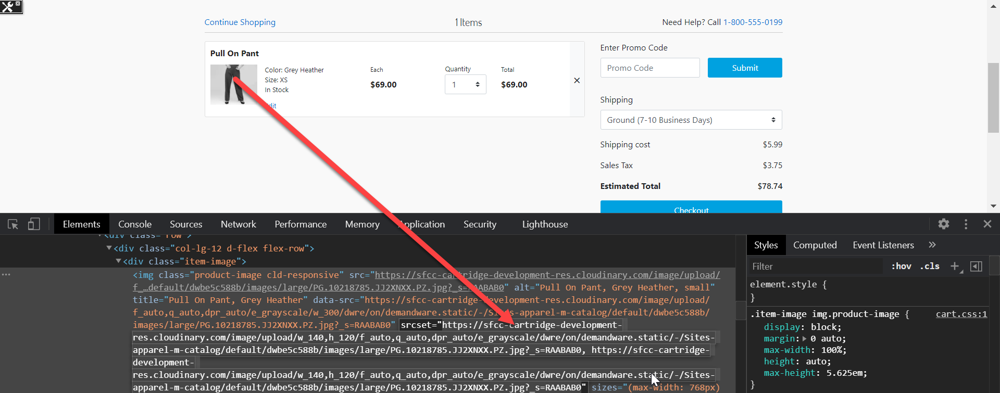 Continue Shopping
1 Items
Need Help? Call 1-800-555-0199
Pull On Pant
Color: Grey Heather
Size: XS
In Stock
Each
$69.00
Quantity
1
Total
$69.00
Enter Promo Code
Promo Code
Submit
Shipping
Ground (7-10 Business Days)
Shipping cost
$5.99
Sales Tax
$3.75
Estimated Total
$78.74
Checkout
Elements
Console
Sources
Network
Performance
Memory
Application
Security
Lighthouse
<div class="row">
<div class="col-lg-12 d-flex flex-row">
<div class="item-image">
<img class="product-image cld-responsive" src="https://sfcc-cartridge-development-res.cloudinary.com/image/upload/
f_…default/dwbe5c588b/images/large/PG.10218785.JJ2XNXX.PZ.jpg?_s=RAABAB0" alt="Pull On Pant, Grey Heather, small"
title="Pull On Pant, Grey Heather" data-src="https://sfcc-cartridge-development-res.cloudinary.com/image/upload/
f_auto,q_auto,dpr_auto/e_grayscale/w_300/dwre/on/demandware.static/-/Sites-apparel-m-catalog/default/dwbe5c588b/
images/large/PG.10218785.JJ2XNXX.PZ.jpg?_s=RAABAB0" srcset="https://sfcc-cartridge-development-
res.cloudinary.com/image/upload/w_140,h_120/f_auto,q_auto,dpr_auto/e_grayscale/dwre/on/demandware.static/-/Sites-
apparel-m-catalog/default/dwbe5c588b/images/large/PG.10218785.JJ2XNXX.PZ.jpg?_s=RAABAB0, https://sfcc-cartridge-
development-
res.cloudinary.com/image/upload/w_140,h_120/f_auto,q_auto,dpr_auto/e_grayscale/dwre/on/demandware.static/-/Sites-
apparel-m-catalog/default/dwbe5c588b/images/large/PG.10218785.JJ2XNXX.PZ.jpg?_s=RAABAB0" sizes="(max-width: 768px)
Styles
Computed
Event Listeners
Filter
:hov
.cls
element.style {
}
.item-image img.product-image {
cart.css:1
display: block;
margin: 0 auto;
max-width: 100%;
height: auto;
max-height: 5.625em;
}